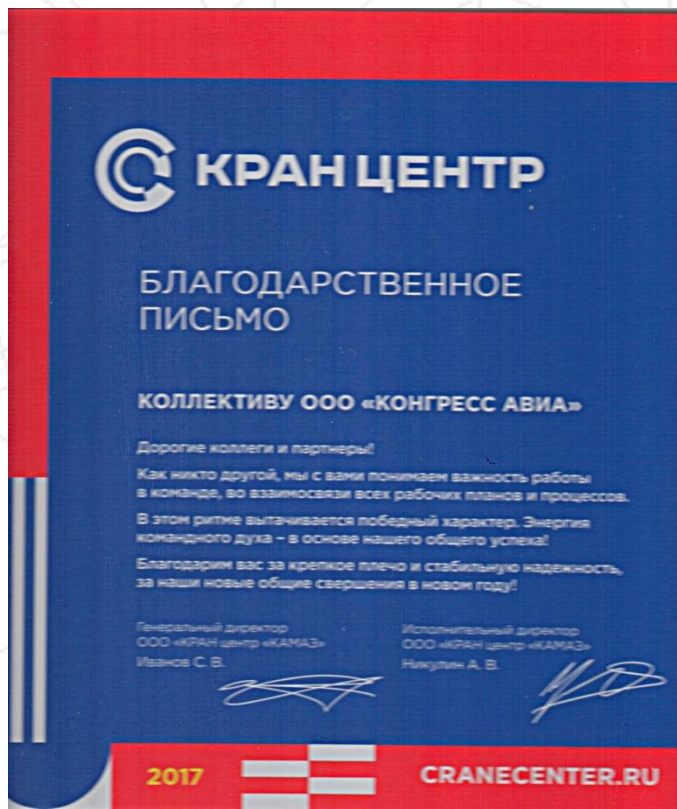 КРАН ЦЕНТР
БЛАГОДАРСТВЕННОЕ
ПИСЬМО
КОЛЛЕКТИВУ ООО «КОНГРЕСС АВИА»
Дорогие коллеги и партнеры!
Как никто другой, мы с вами понимаем важность работы
в команде, во взаимосвязи всех рабочих планов и процессов.
В этом ритме вытачивается победный характер. Энергия
командного духа – в основе нашего общего успеха!
Благодарим вас за крепкое плечо и стабильную надежность,
за наши новые общие свершения в новом году!
Генеральный директор
ООО «КРАН центр «КАМАЗ»
Иванов С. В.
Исполнительный директор
ООО «КРАН центр «КАМАЗ»
Никулин А. В.
2017
CRANECENTER.RU